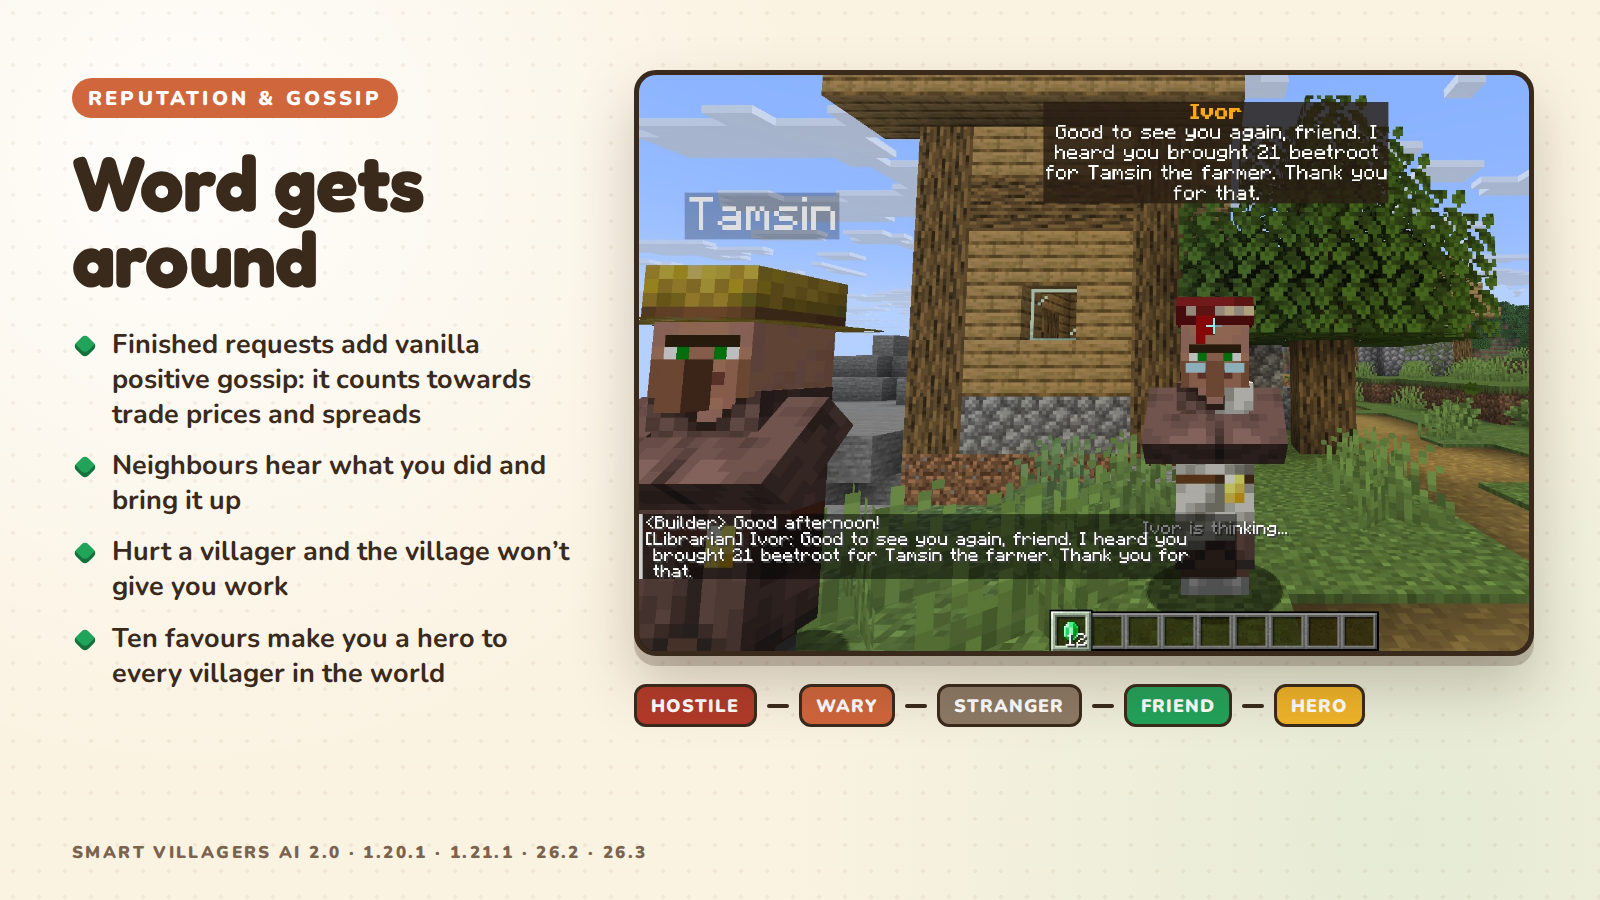 REPUTATION & GOSSIP
Word gets
around
Finished requests add vanilla
positive gossip: it counts towards
trade prices and spreads
Neighbours hear what you did and
bring it up
Hurt a villager and the village won’t
give you work
Ten favours make you a hero to
every villager in the world
Ivor
Good to see you again, friend. I
heard you brought 21 beetroot
for Tamsin the farmer. Thank you
for that.
Tamsin
<Builder> Good afternoon!
Ivor is thinking...
[Librarian] Ivor: Good to see you again, friend. I heard you
brought 21 beetroot for Tamsin the farmer. Thank you for
that.
12
HOSTILE
WARY
STRANGER
FRIEND
HERO
SMART VILLAGERS AI 2.0 · 1.20.1 · 1.21.1 · 26.2 · 26.3